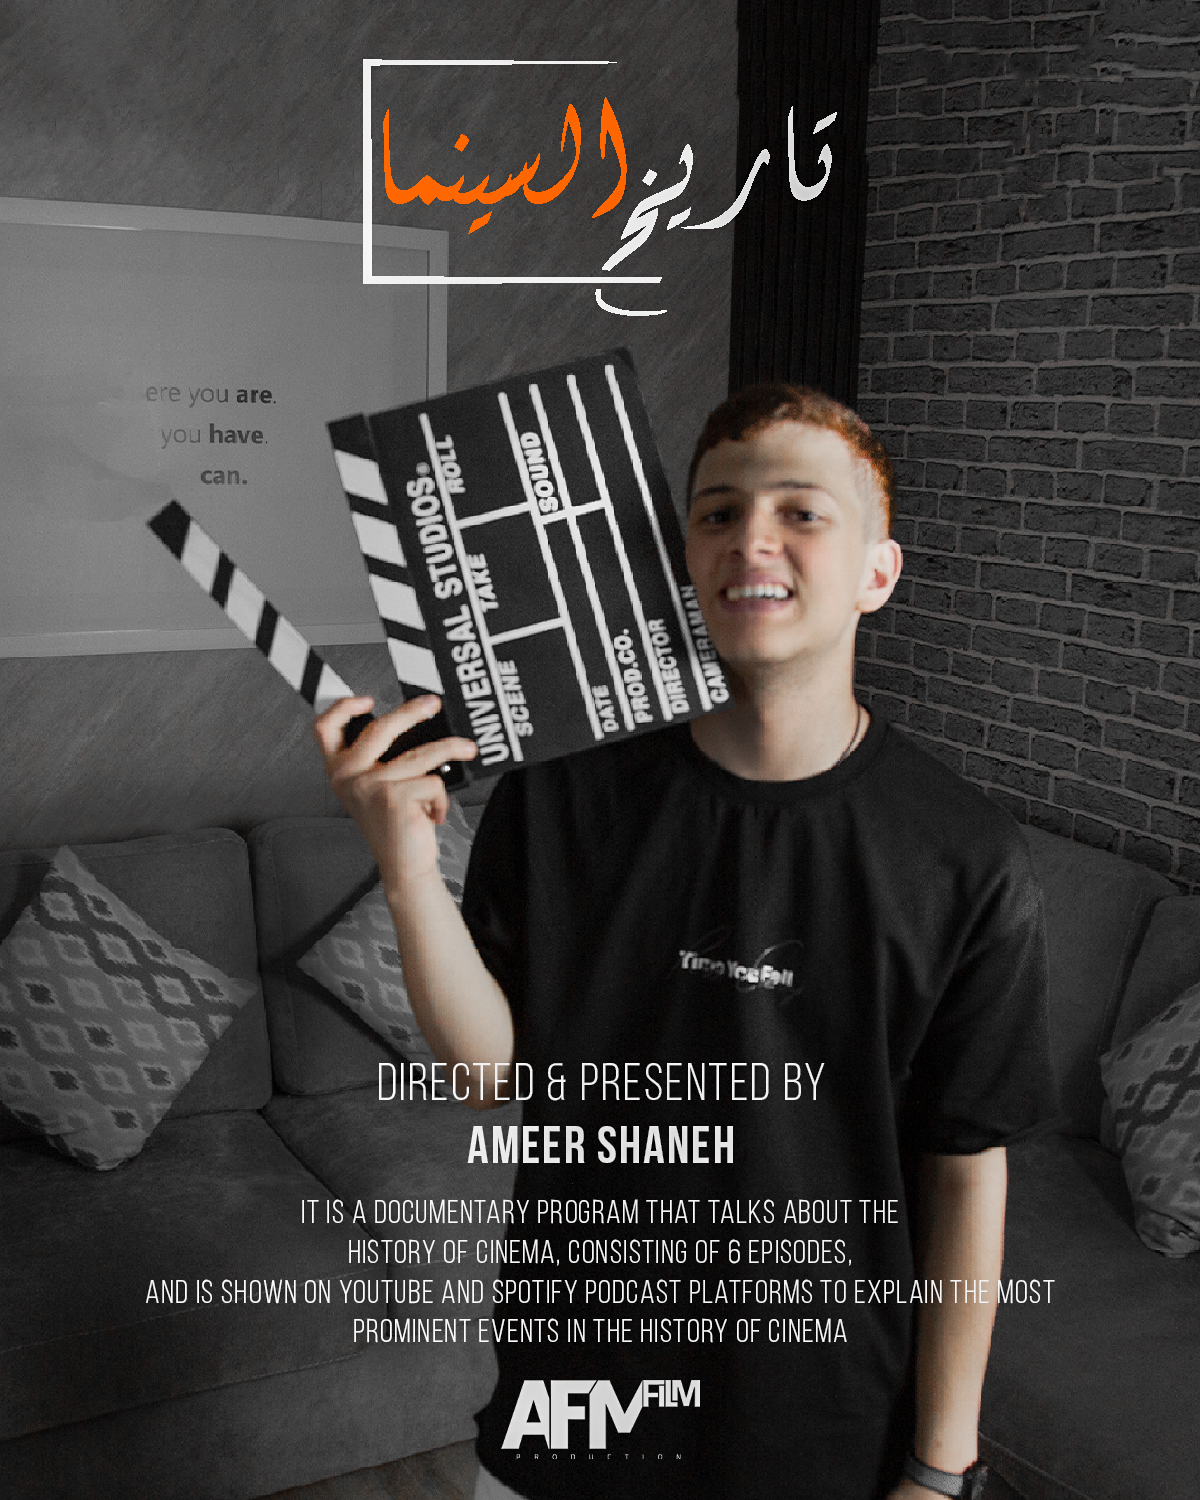 تاريخ السينما
ere you are.
you have.
can.
UNIVERSAL STUDIOS®
ROLL
TAKE
SCENE
SOUND
DATE
PROD.CO.
DIRECTOR
CAMERAMAN
DIRECTED & PRESENTED BY
AMEER SHANEH
IT IS A DOCUMENTARY PROGRAM THAT TALKS ABOUT THE
HISTORY OF CINEMA, CONSISTING OF 6 EPISODES,
AND IS SHOWN ON YOUTUBE AND SPOTIFY PODCAST PLATFORMS TO EXPLAIN THE MOST
PROMINENT EVENTS IN THE HISTORY OF CINEMA
AFM FILM
PRODUCTION